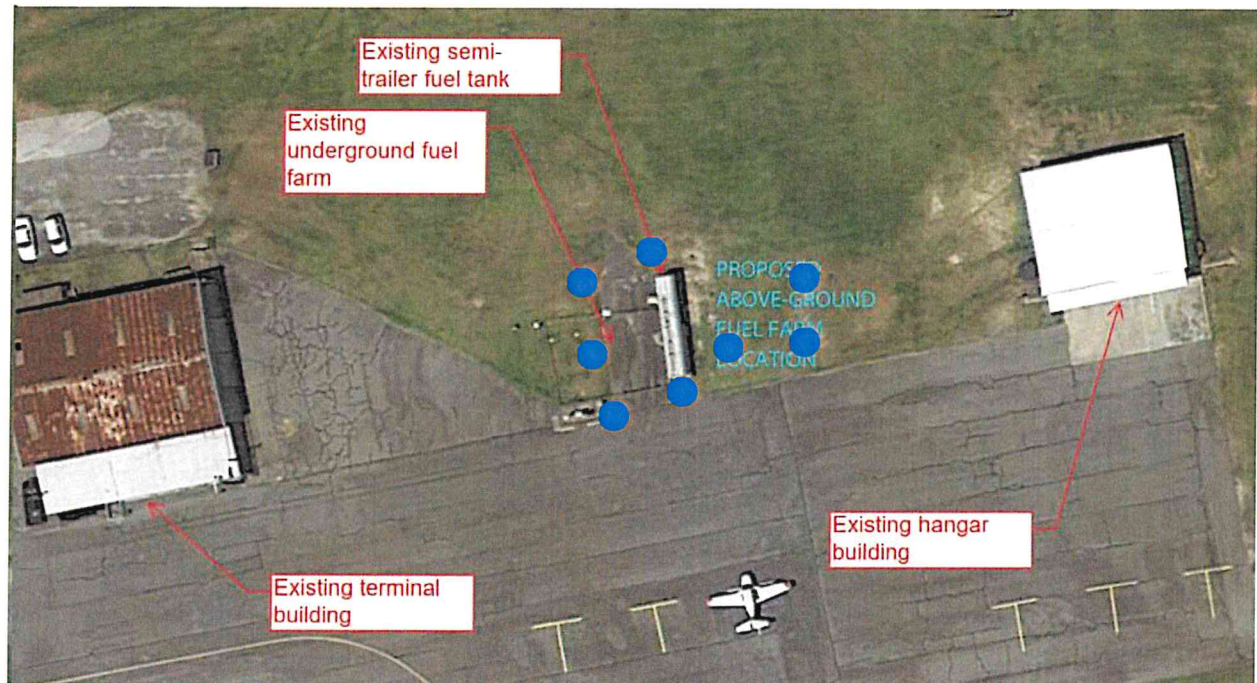 Existing semi-
trailer fuel tank
Existing
underground fuel
farm
PROPOSED
ABOVE-GROUND
FUEL FARM
LOCATION
Existing hangar
building
Existing terminal
building